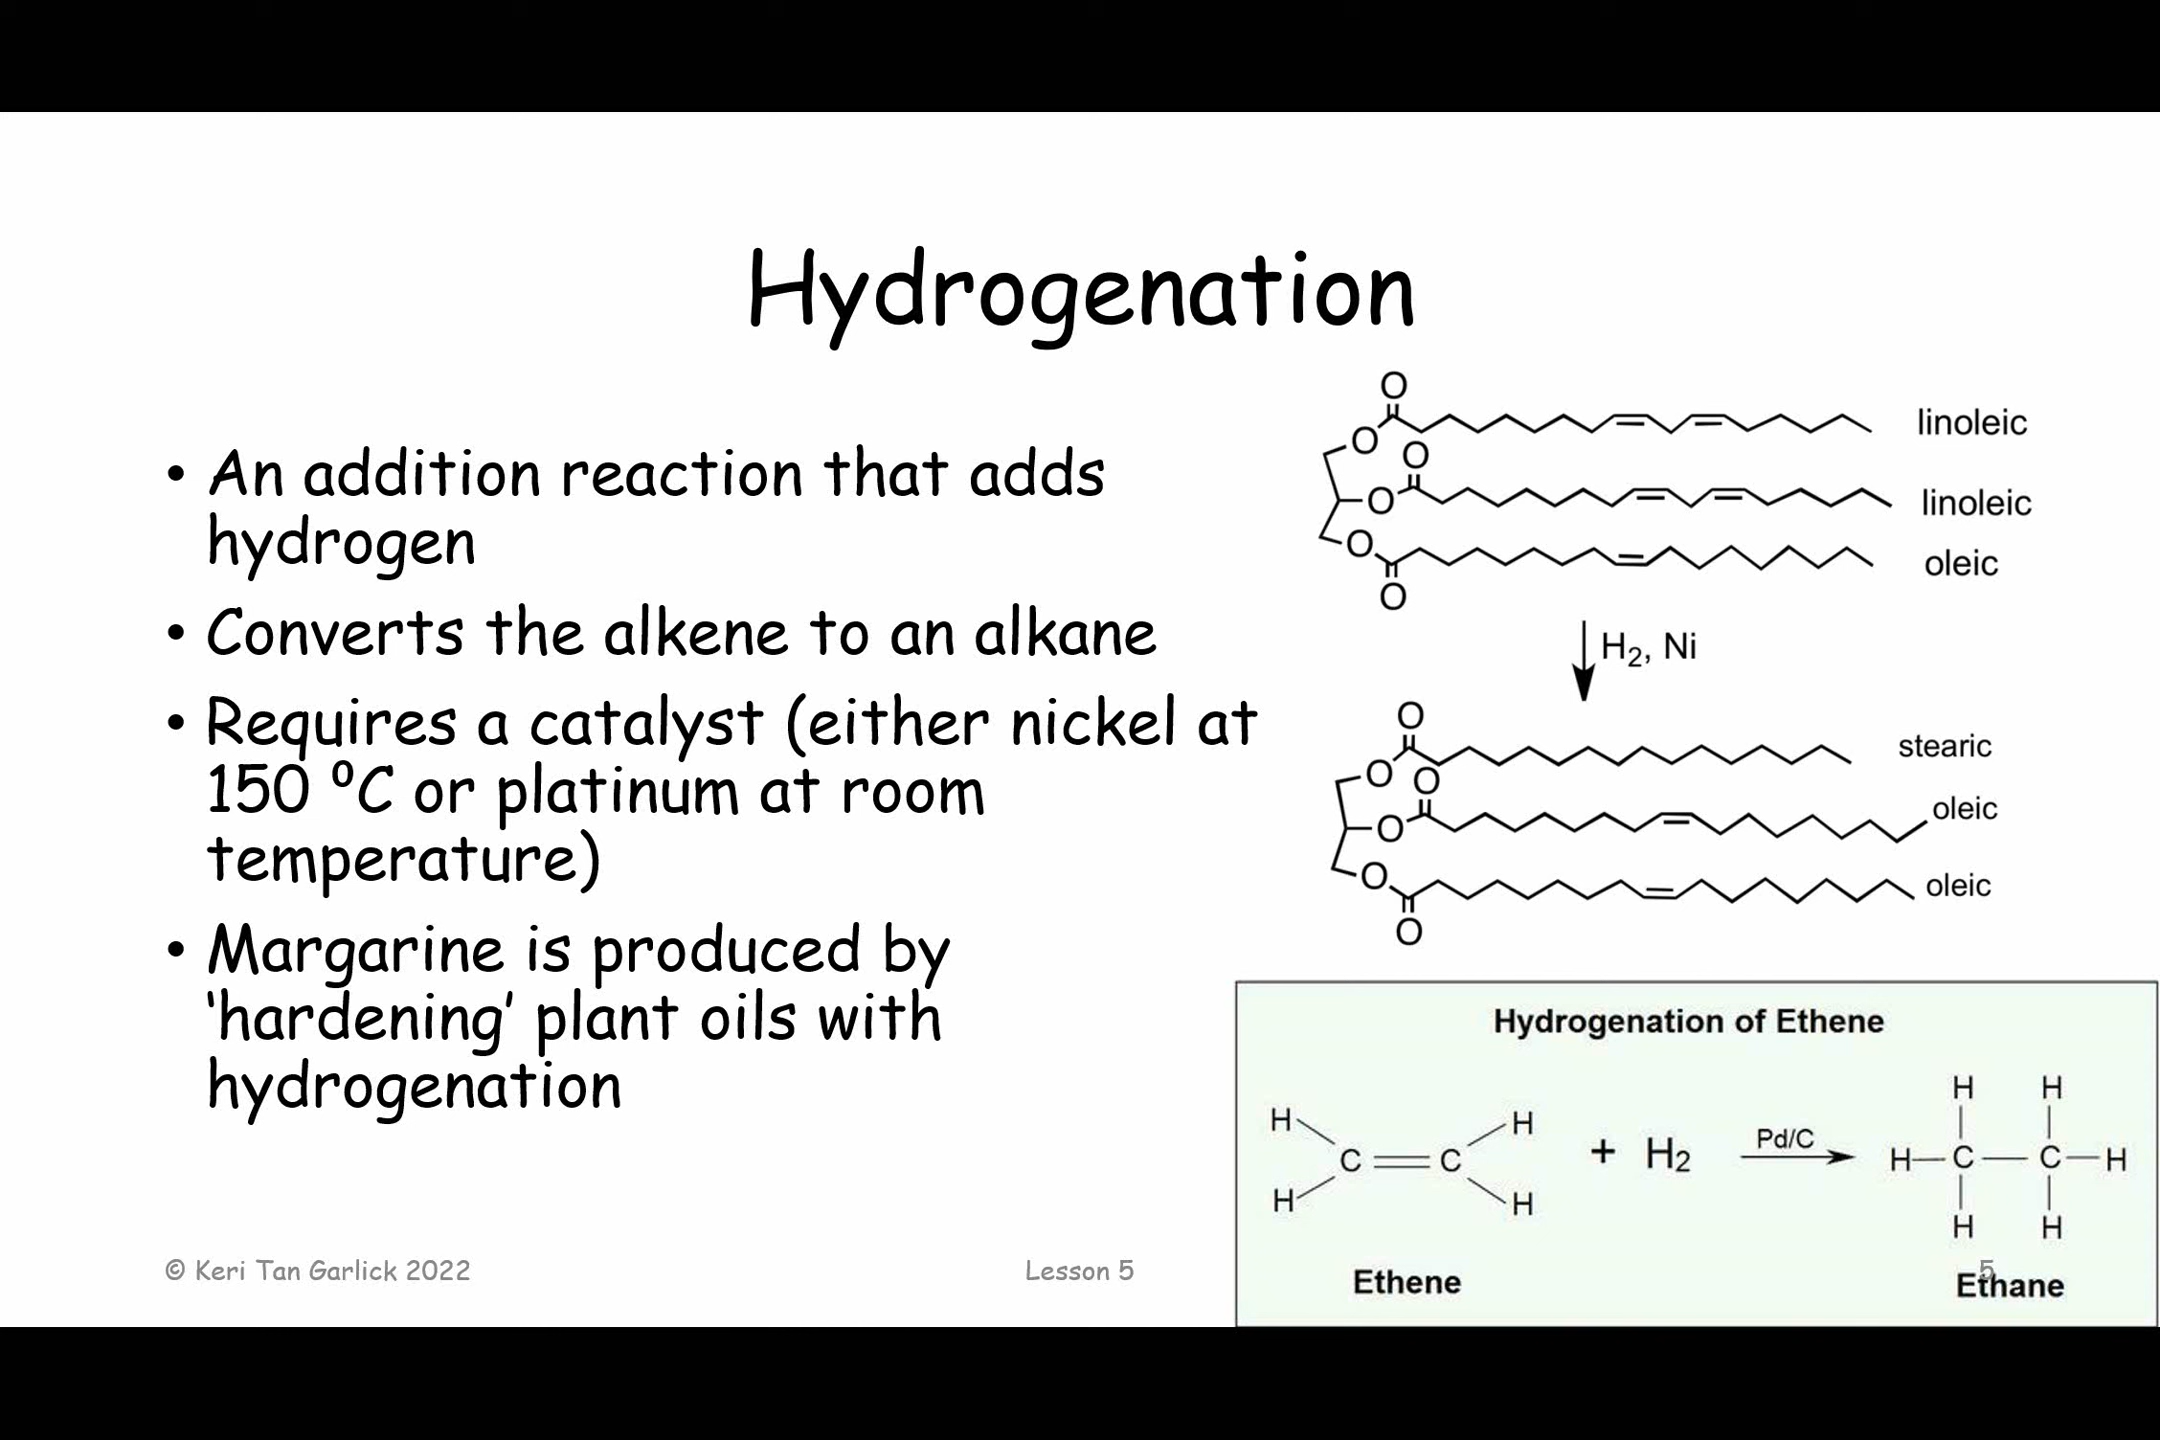 Hydrogenation
• An addition reaction that adds
hydrogen
• Converts the alkene to an alkane
• Requires a catalyst (either nickel at
150 ⁰C or platinum at room
temperature)
• Margarine is produced by
‘hardening’ plant oils with
hydrogenation
O
O
O
O
O
O
linoleic
linoleic
oleic
H₂, Ni
O
O
O
O
O
O
stearic
oleic
oleic
Hydrogenation of Ethene
H H
C C
H H
+ H₂
Pd/C
H H
H C C H
H H
Ethene
Ethane
© Keri Tan Garlick 2022
Lesson 5
5